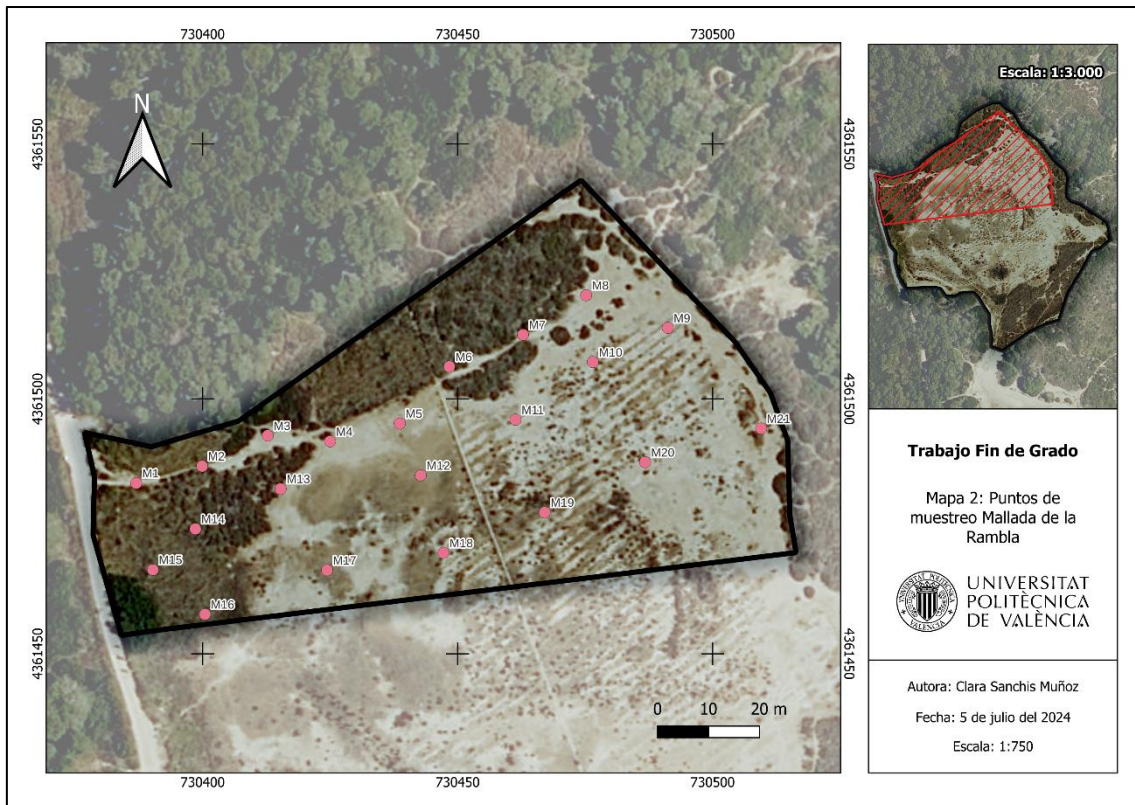 730400
730450
730500
4361550
4361550
N
M8
M9
M7
M10
M6
4361500
4361500
M5
M11
M3
M4
M21
M2
M20
M1
M12
M13
M19
M14
M18
M15
M17
M16
4361450
4361450
0 10 20 m
730400
730450
730500
Escala: 1:3.000
Trabajo Fin de Grado
Mapa 2: Puntos de
muestreo Mallada de la
Rambla
UNIVERSITAT
POLITÈCNICA
DE VALÈNCIA
Autora: Clara Sanchis Muñoz
Fecha: 5 de julio del 2024
Escala: 1:750